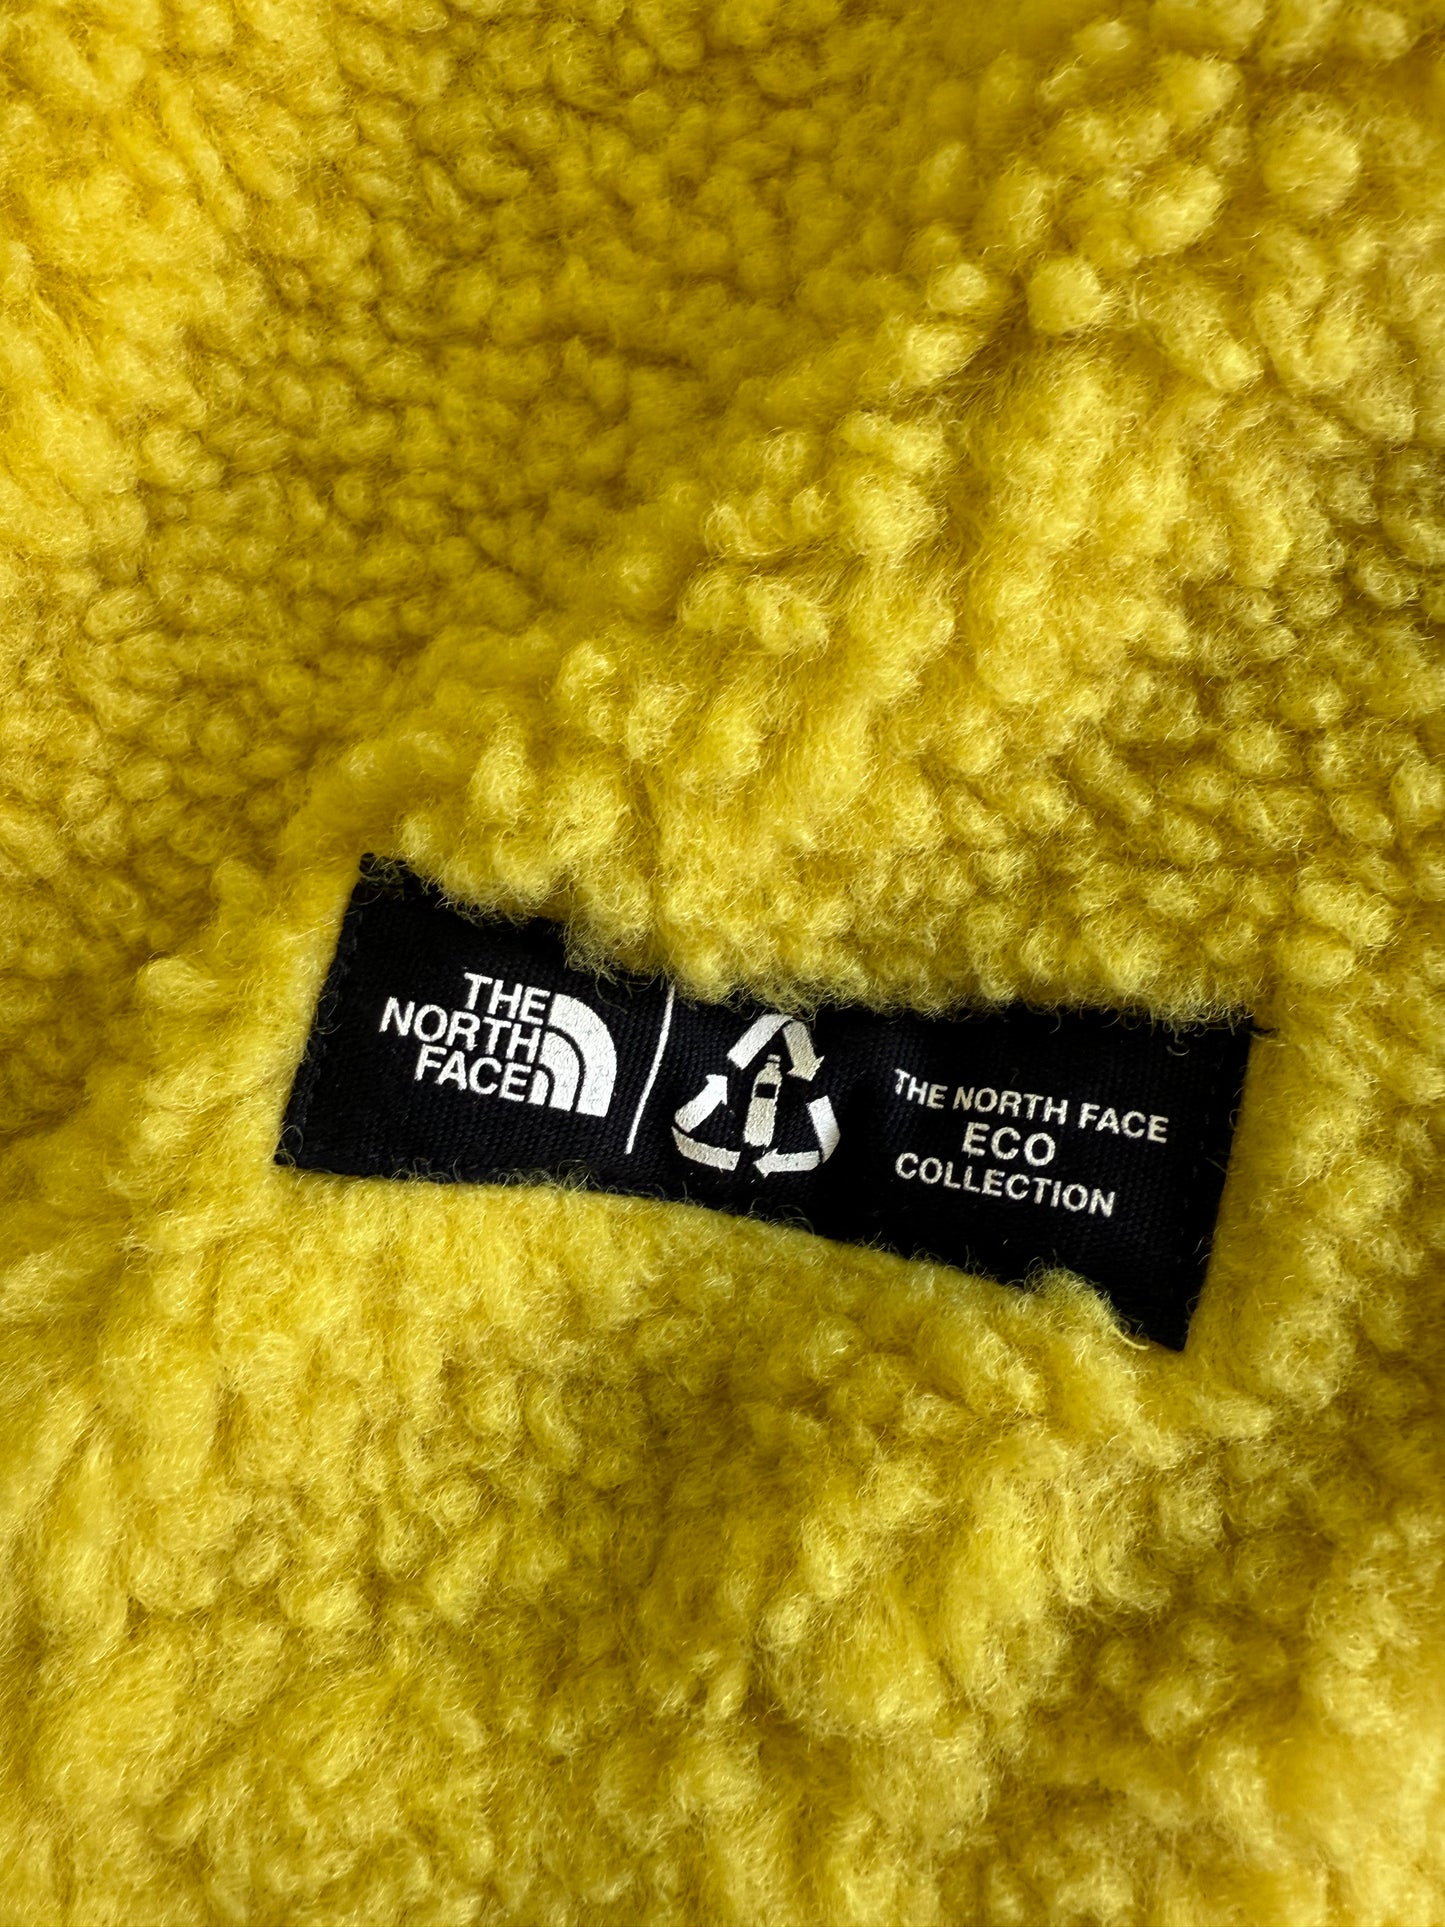 THE
NORTH
FACE
THE NORTH FACE
ECO
COLLECTION